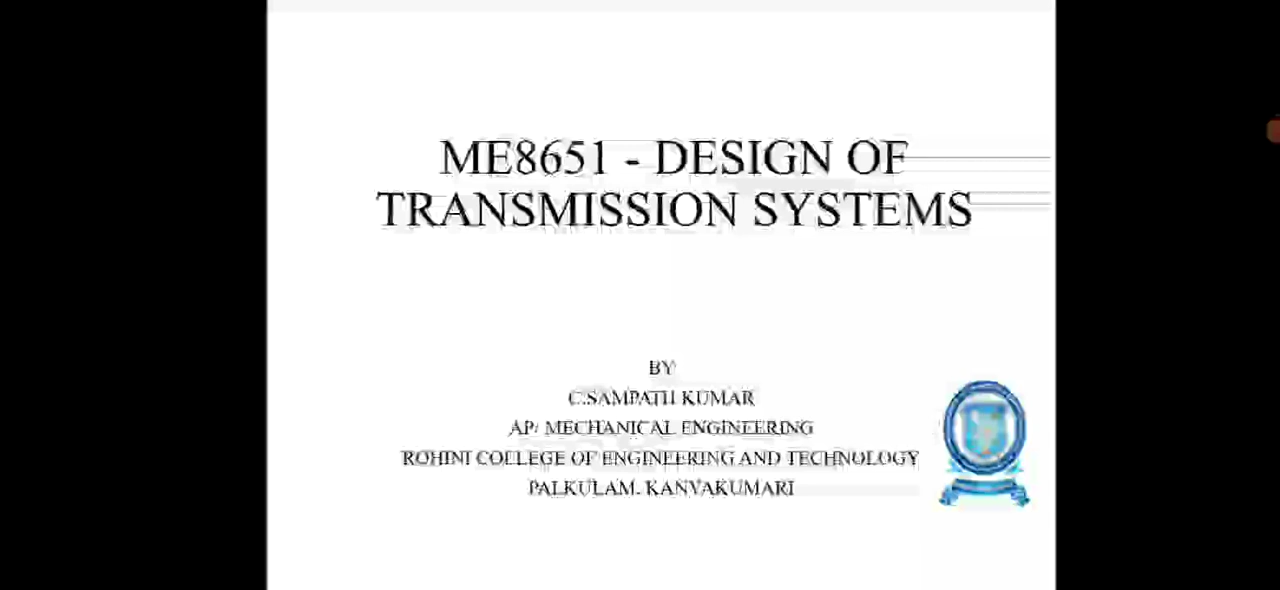 ME8651 - DESIGN OF
TRANSMISSION SYSTEMS
BY
C.SAMPATH KUMAR
AP/ MECHANICAL ENGINEERING
ROHINI COLLEGE OF ENGINEERING AND TECHNOLOGY
PALKULAM, KANYAKUMARI